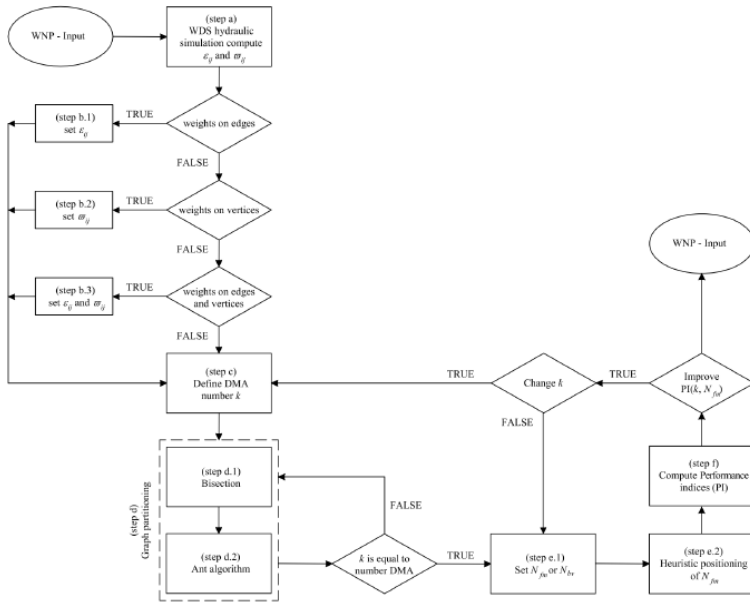 WNP - Input
(step a)
WDS hydraulic
simulation compute
ε_ij and ϖ_ij
(step b.1)
set ε_ij
TRUE
weights on edges
FALSE
(step b.2)
set ϖ_ij
TRUE
weights on vertices
FALSE
(step b.3)
set ε_ij and ϖ_ij
TRUE
weights on edges
and vertices
FALSE
WNP - Input
(step c)
Define DMA
number k
TRUE
Change k
TRUE
Improve
PI(k, N_fm)
FALSE
(step d)
Graph partitioning
(step d.1)
Bisection
(step d.2)
Ant algorithm
FALSE
k is equal to
number DMA
TRUE
(step e.1)
Set N_fm or N_bv
(step f)
Compute Performance
indices (PI)
(step e.2)
Heuristic positioning
of N_fm